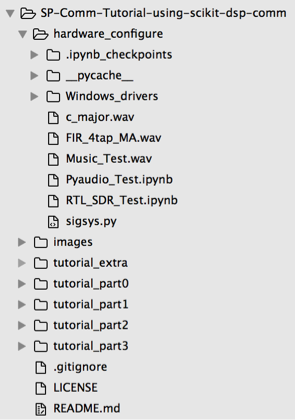 SP-Comm-Tutorial-using-scikit-dsp-comm
hardware_configure
.ipynb_checkpoints
__pycache__
Windows_drivers
c_major.wav
FIR_4tap_MA.wav
Music_Test.wav
Pyaudio_Test.ipynb
RTL_SDR_Test.ipynb
sigsys.py
images
tutorial_extra
tutorial_part0
tutorial_part1
tutorial_part2
tutorial_part3
.gitignore
LICENSE
README.md